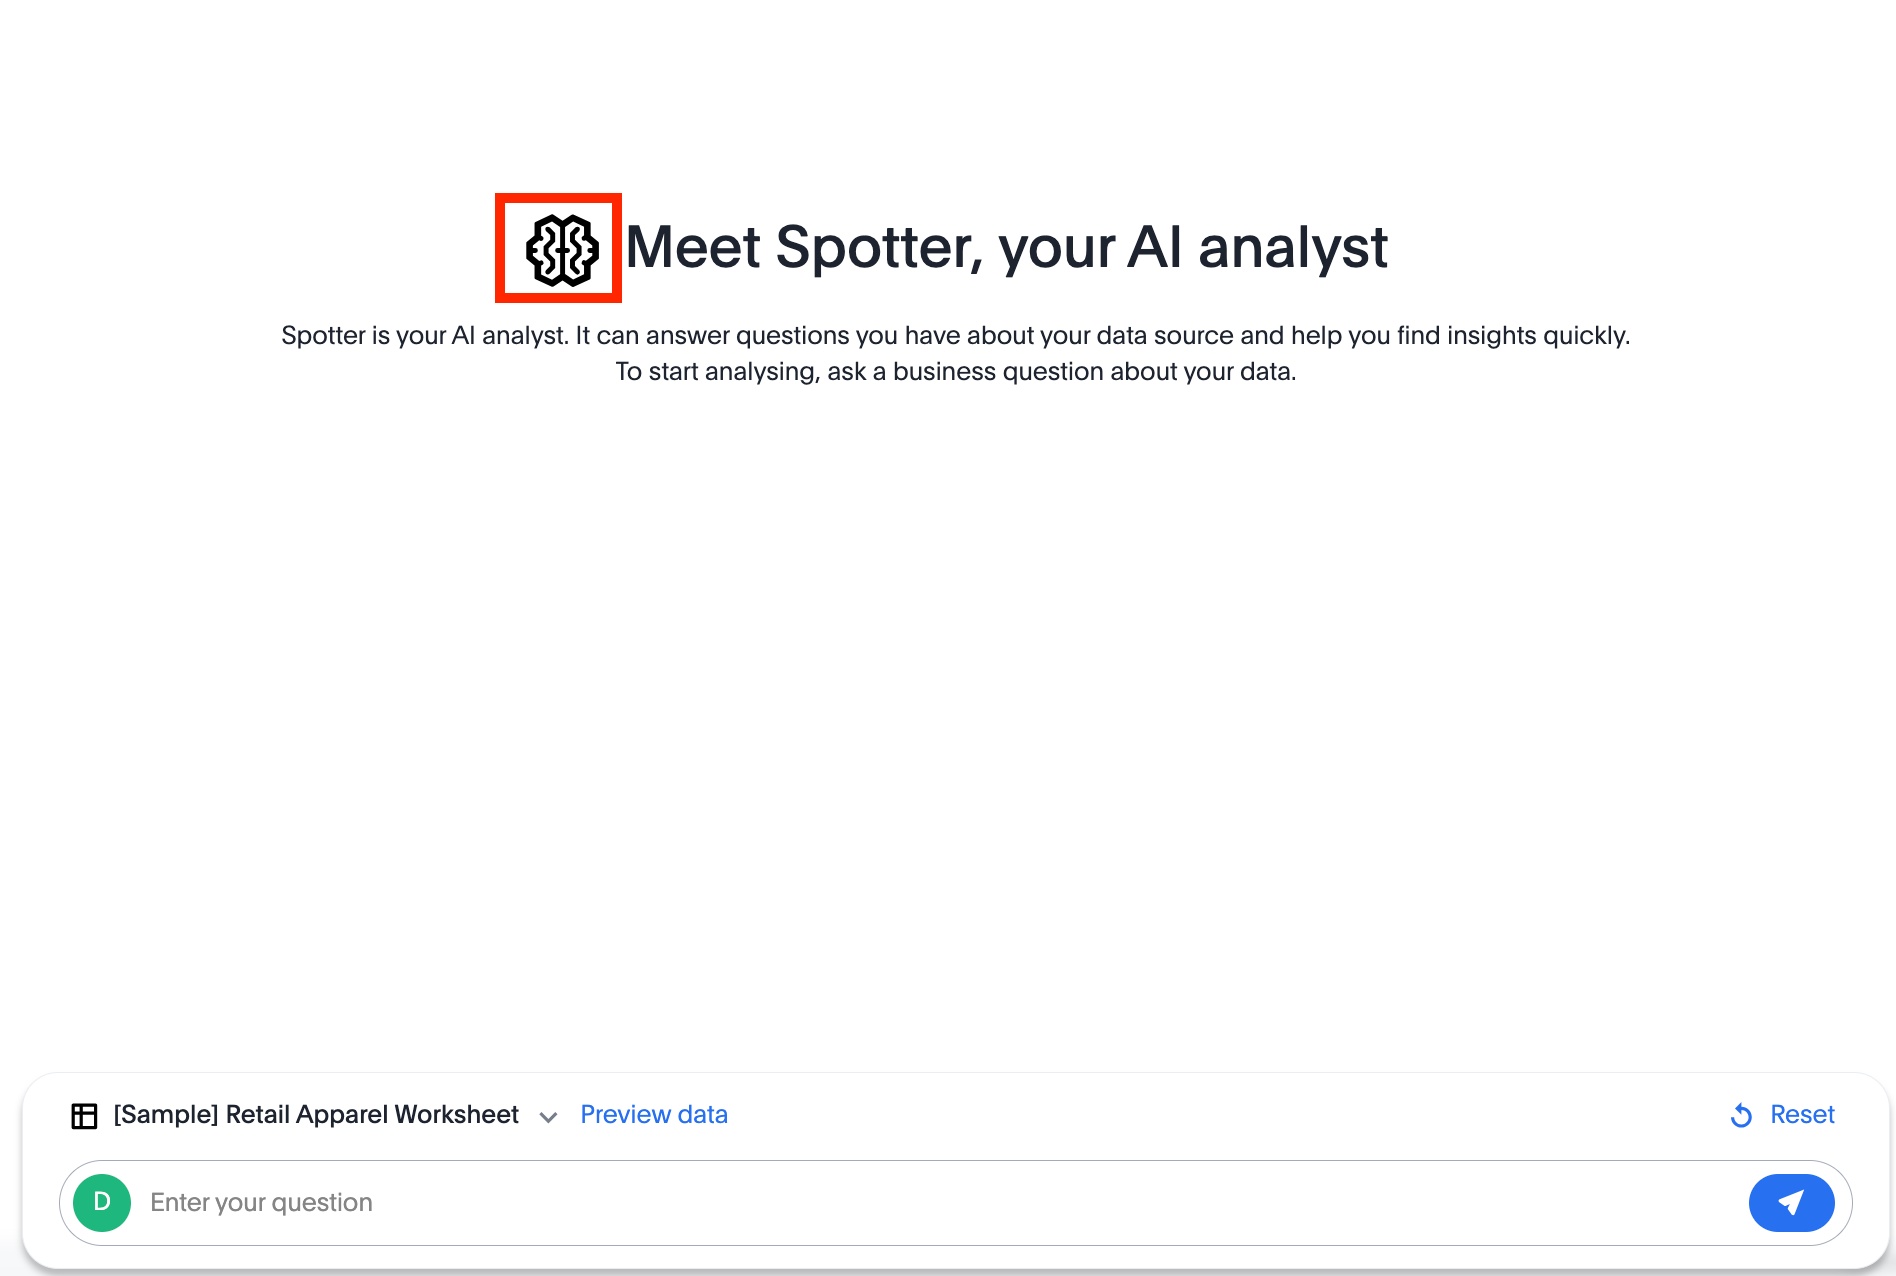 Meet Spotter, your AI analyst
Spotter is your AI analyst. It can answer questions you have about your data source and help you find insights quickly.
To start analysing, ask a business question about your data.
[Sample] Retail Apparel Worksheet Preview data Reset
D Enter your question